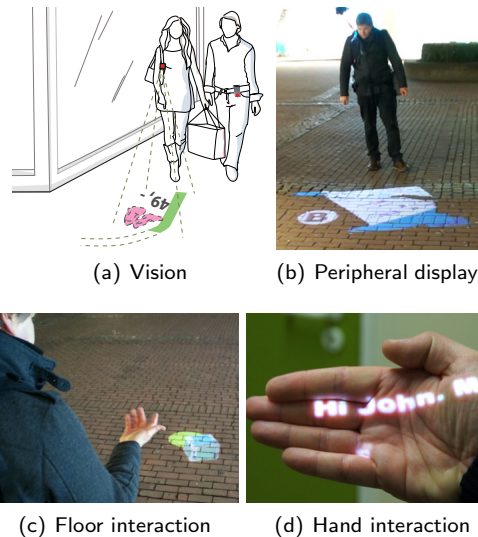 49,-
(a) Vision
B
(b) Peripheral display
(c) Floor interaction
Hi John. M
(d) Hand interaction